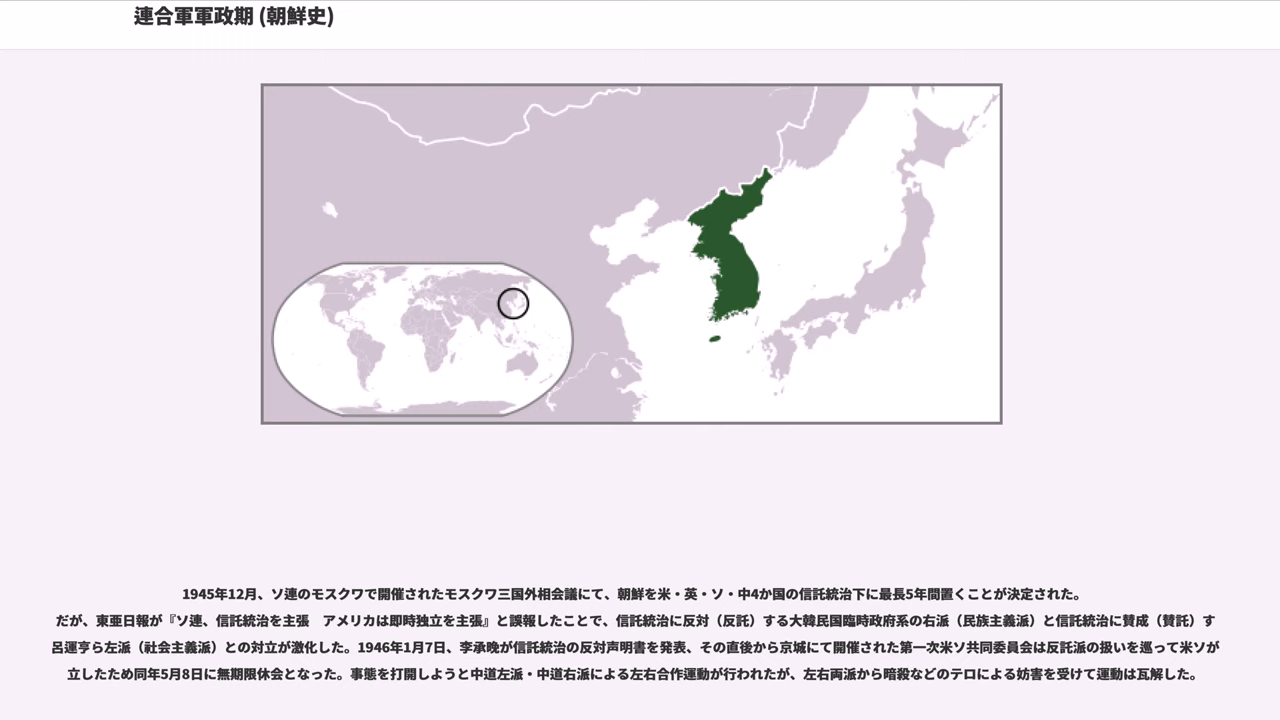 連合軍軍政期 (朝鮮史)
1945年12月、ソ連のモスクワで開催されたモスクワ三国外相会議にて、朝鮮を米・英・ソ・中4か国の信託統治下に最長5年間置くことが決定された。
だが、東亜日報が『ソ連、信託統治を主張　アメリカは即時独立を主張』と誤報したことで、信託統治に反対（反託）する大韓民国臨時政府系の右派（民族主義派）と信託統治に賛成（賛託）す
呂運亨ら左派（社会主義派）との対立が激化した。1946年1月7日、李承晩が信託統治の反対声明書を発表、その直後から京城にて開催された第一次米ソ共同委員会は反託派の扱いを巡って米ソが
立したため同年5月8日に無期限休会となった。事態を打開しようと中道左派・中道右派による左右合作運動が行われたが、左右両派から暗殺などのテロによる妨害を受けて運動は瓦解した。